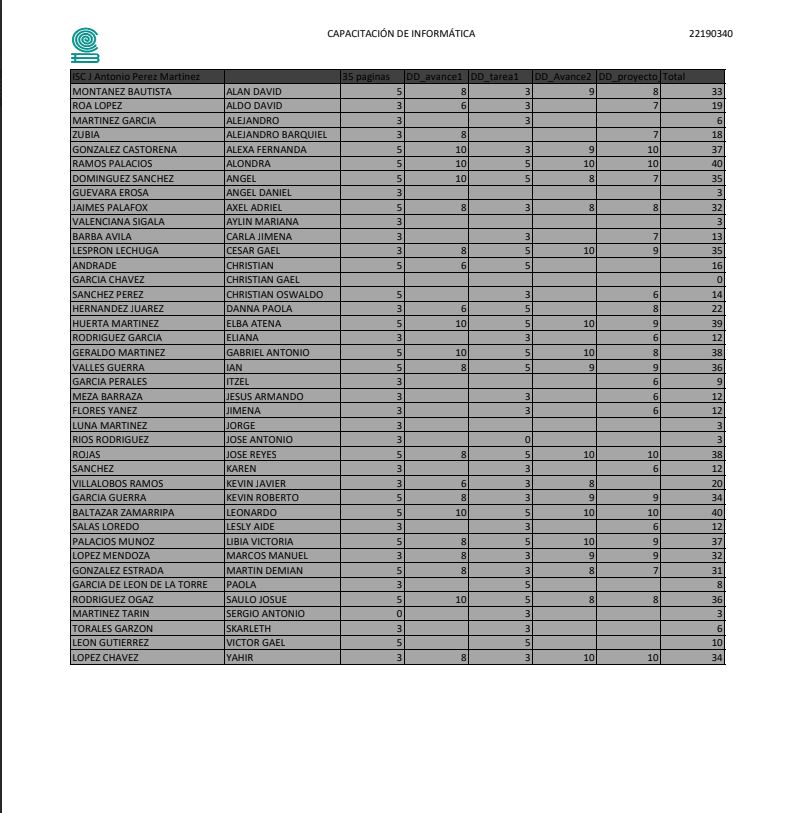 CAPACITACIÓN DE INFORMÁTICA 22190340
ISC J Antonio Perez Martinez 35 paginas DD_avance1 DD_tarea1 DD_Avance2 DD_proyecto Total
MONTANEZ BAUTISTA ALAN DAVID 5 8 3 9 8 33
ROA LOPEZ ALDO DAVID 3 6 3 7 19
MARTINEZ GARCIA ALEJANDRO 3 3 6
ZUBIA ALEJANDRO BARQUIEL 3 8 7 18
GONZALEZ CASTORENA ALEXA FERNANDA 5 10 3 9 10 37
RAMOS PALACIOS ALONDRA 5 10 5 10 10 40
DOMINGUEZ SANCHEZ ANGEL 5 10 5 8 7 35
GUEVARA EROSA ANGEL DANIEL 3 3
JAIMES PALAFOX AXEL ADRIEL 5 8 3 8 8 32
VALENCIANA SIGALA AYLIN MARIANA 3 3
BARBA AVILA CARLA JIMENA 3 3 7 13
LESPRON LECHUGA CESAR GAEL 3 8 5 10 9 35
ANDRADE CHRISTIAN 5 6 5 16
GARCIA CHAVEZ CHRISTIAN GAEL 0
SANCHEZ PEREZ CHRISTIAN OSWALDO 5 3 6 14
HERNANDEZ JUAREZ DANNA PAOLA 3 6 5 8 22
HUERTA MARTINEZ ELBA ATENA 5 10 5 10 9 39
RODRIGUEZ GARCIA ELIANA 3 3 6 12
GERALDO MARTINEZ GABRIEL ANTONIO 5 10 5 10 8 38
VALLES GUERRA IAN 5 8 5 9 9 36
GARCIA PERALES ITZEL 3 6 9
MEZA BARRAZA JESUS ARMANDO 3 3 6 12
FLORES YANEZ JIMENA 3 3 6 12
LUNA MARTINEZ JORGE 3 3
RIOS RODRIGUEZ JOSE ANTONIO 3 0 3
ROJAS JOSE REYES 5 8 5 10 10 38
SANCHEZ KAREN 3 3 6 12
VILLALOBOS RAMOS KEVIN JAVIER 3 6 3 8 20
GARCIA GUERRA KEVIN ROBERTO 5 8 3 9 9 34
BALTAZAR ZAMARRIPA LEONARDO 5 10 5 10 10 40
SALAS LOREDO LESLY AIDE 3 3 6 12
PALACIOS MUNOZ LIBIA VICTORIA 5 8 5 10 9 37
LOPEZ MENDOZA MARCOS MANUEL 3 8 3 9 9 32
GONZALEZ ESTRADA MARTIN DEMIAN 5 8 3 8 7 31
GARCIA DE LEON DE LA TORRE PAOLA 3 5 8
RODRIGUEZ OGAZ SAULO JOSUE 5 10 5 8 8 36
MARTINEZ TARIN SERGIO ANTONIO 0 3 3
TORALES GARZON SKARLETH 3 3 6
LEON GUTIERREZ VICTOR GAEL 5 5 10
LOPEZ CHAVEZ YAHIR 3 8 3 10 10 34